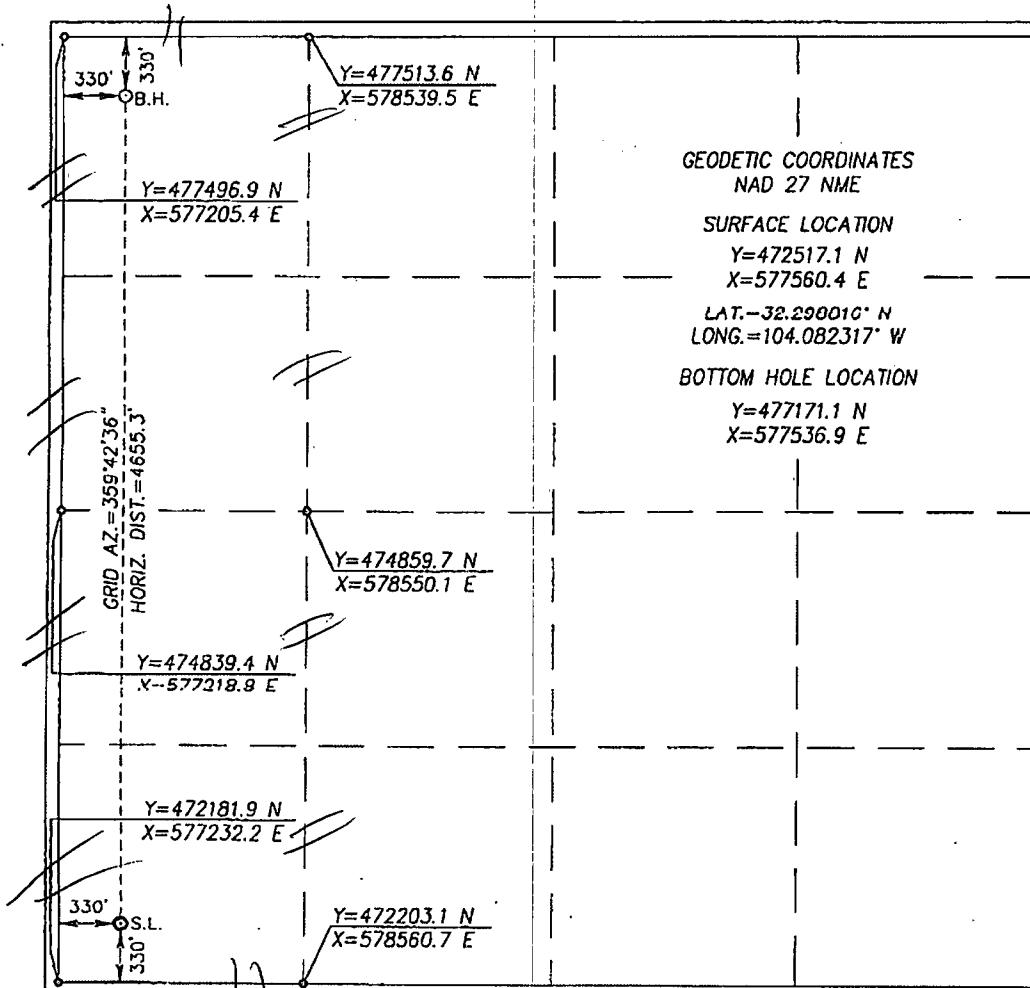 330'
330'
B.H.
Y=477513.6 N
X=578539.5 E
Y=477496.9 N
X=577205.4 E
GEODETIC COORDINATES
NAD 27 NME
SURFACE LOCATION
Y=472517.1 N
X=577560.4 E
LONG.=104.082317° W
BOTTOM HOLE LOCATION
Y=477171.1 N
X=577536.9 E
GRID AZ.=359°42'36"
HORIZ. DIST.=4655.3'
Y=474859.7 N
X=578550.1 E
Y=474839.4 N
X=577218.8 E
Y=472181.9 N
X=577232.2 E
330'
S.L.
330'
Y=472203.1 N
X=578560.7 E